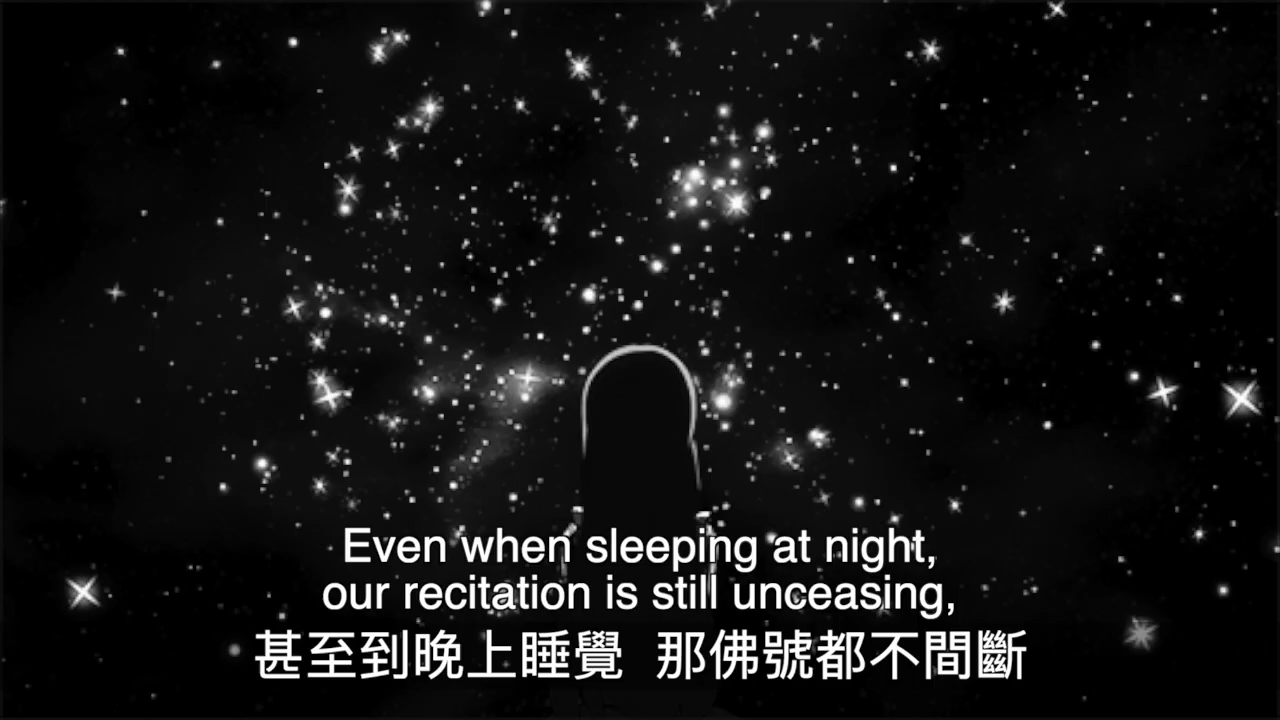 Even when sleeping at night,
our recitation is still unceasing,
甚至到晚上睡覺 那佛號都不間斷